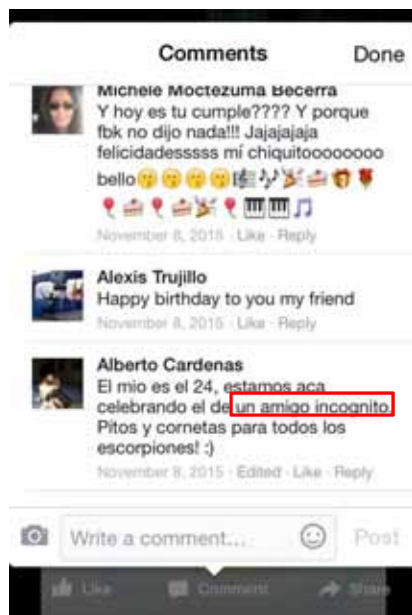 Comments
Done
Michele Moctezuma Becerra
Y hoy es tu cumple???? Y porque
fbk no dijo nada!!! Jajajajaja
felicidadesssss mí chiquitoooooooo
bello😗😗😗😗🎼🎶🎉🍰🎁🌹
🎈🍰🎈🍰🎉🎈🎹🎹🎵
November 8, 2015 · Like · Reply
Alexis Trujillo
Happy birthday to you my friend
November 8, 2015 · Like · Reply
Alberto Cardenas
El mio es el 24, estamos aca
celebrando el de un amigo incognito.
Pitos y cornetas para todos los
escorpiones! :)
November 8, 2015 · Edited · Like · Reply
Write a comment...
Post
Like
Comment
Share